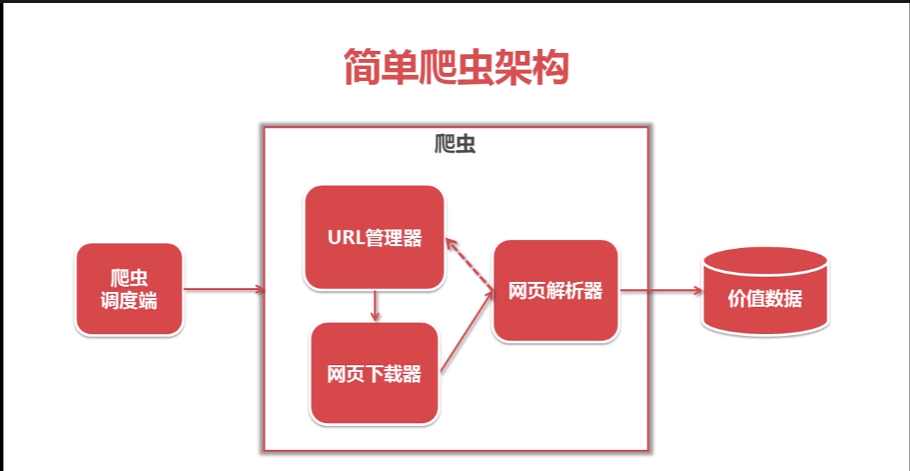 简单爬虫架构
爬虫
URL管理器
爬虫
调度端
网页解析器
价值数据
网页下载器